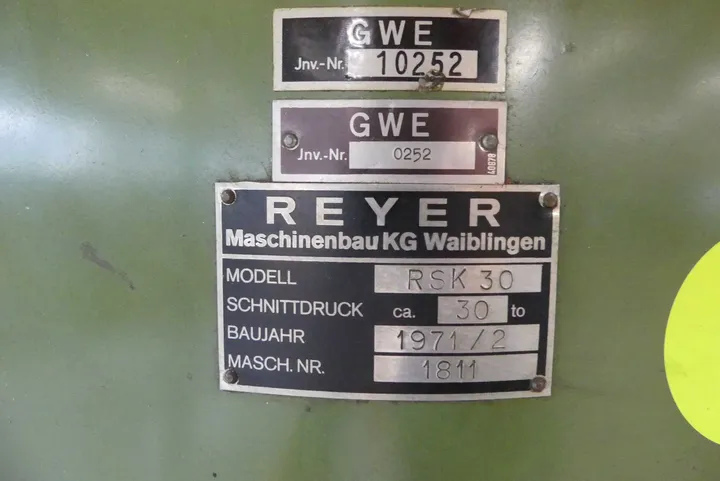 GWE
Jnv.-Nr. 10252
GWE
Jnv.-Nr. 0252
40878
REYER
Maschinenbau KG Waiblingen
MODELL RSK 30
SCHNITTDRUCK ca. 30 to
BAUJAHR 1971/2
MASCH. NR. 1811